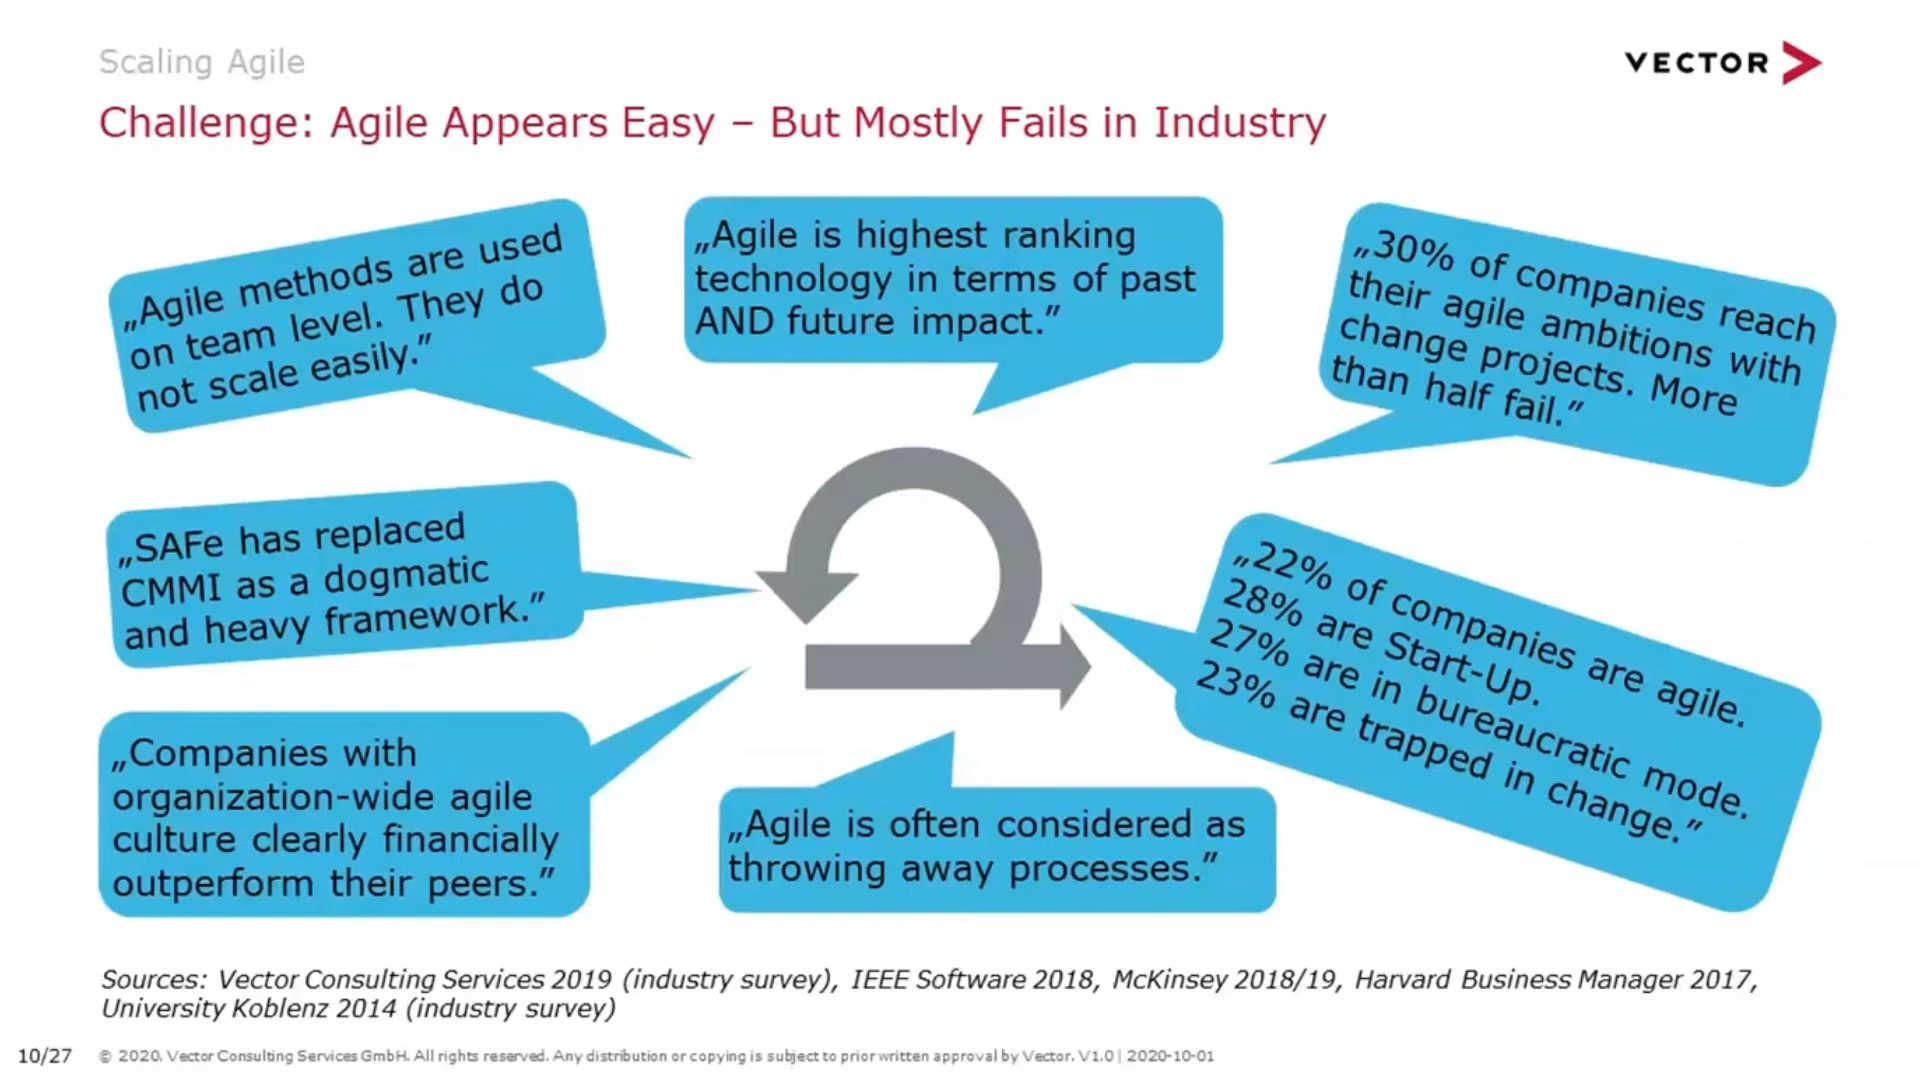 Scaling Agile
VECTOR
Challenge: Agile Appears Easy – But Mostly Fails in Industry
„Agile methods are used
on team level. They do
not scale easily.”
„Agile is highest ranking
technology in terms of past
AND future impact.”
„30% of companies reach
their agile ambitions with
change projects. More
than half fail.”
„SAFe has replaced
CMMI as a dogmatic
and heavy framework.”
„22% of companies are agile.
28% are Start-Up.
27% are in bureaucratic mode.
23% are trapped in change.”
„Companies with
organization-wide agile
culture clearly financially
outperform their peers.”
„Agile is often considered as
throwing away processes.”
Sources: Vector Consulting Services 2019 (industry survey), IEEE Software 2018, McKinsey 2018/19, Harvard Business Manager 2017,
University Koblenz 2014 (industry survey)
10/27 © 2020. Vector Consulting Services GmbH. All rights reserved. Any distribution or copying is subject to prior written approval by Vector. V1.0 | 2020-10-01